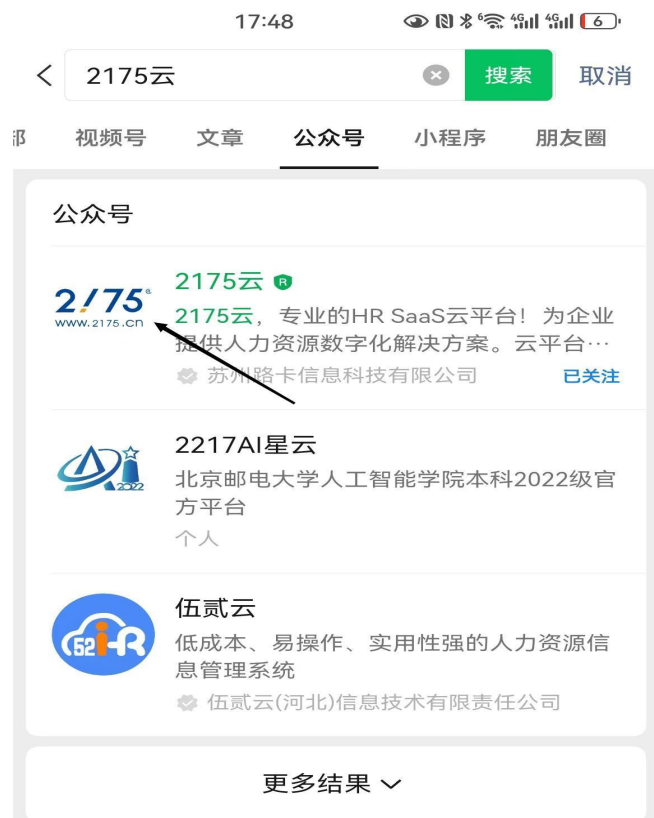 17:48
6
4G
4G
6
2175云
搜索
取消
部
视频号
文章
公众号
小程序
朋友圈
公众号
2175
www.2175.cn
2175云
R
2175云，专业的HR SaaS云平台！为企业
提供人力资源数字化解决方案。云平台…
苏州路卡信息科技有限公司
已关注
2022
2217AI星云
北京邮电大学人工智能学院本科2022级官
方平台
个人
52 HR
伍贰云
低成本、易操作、实用性强的人力资源信
息管理系统
伍贰云(河北)信息技术有限责任公司
更多结果